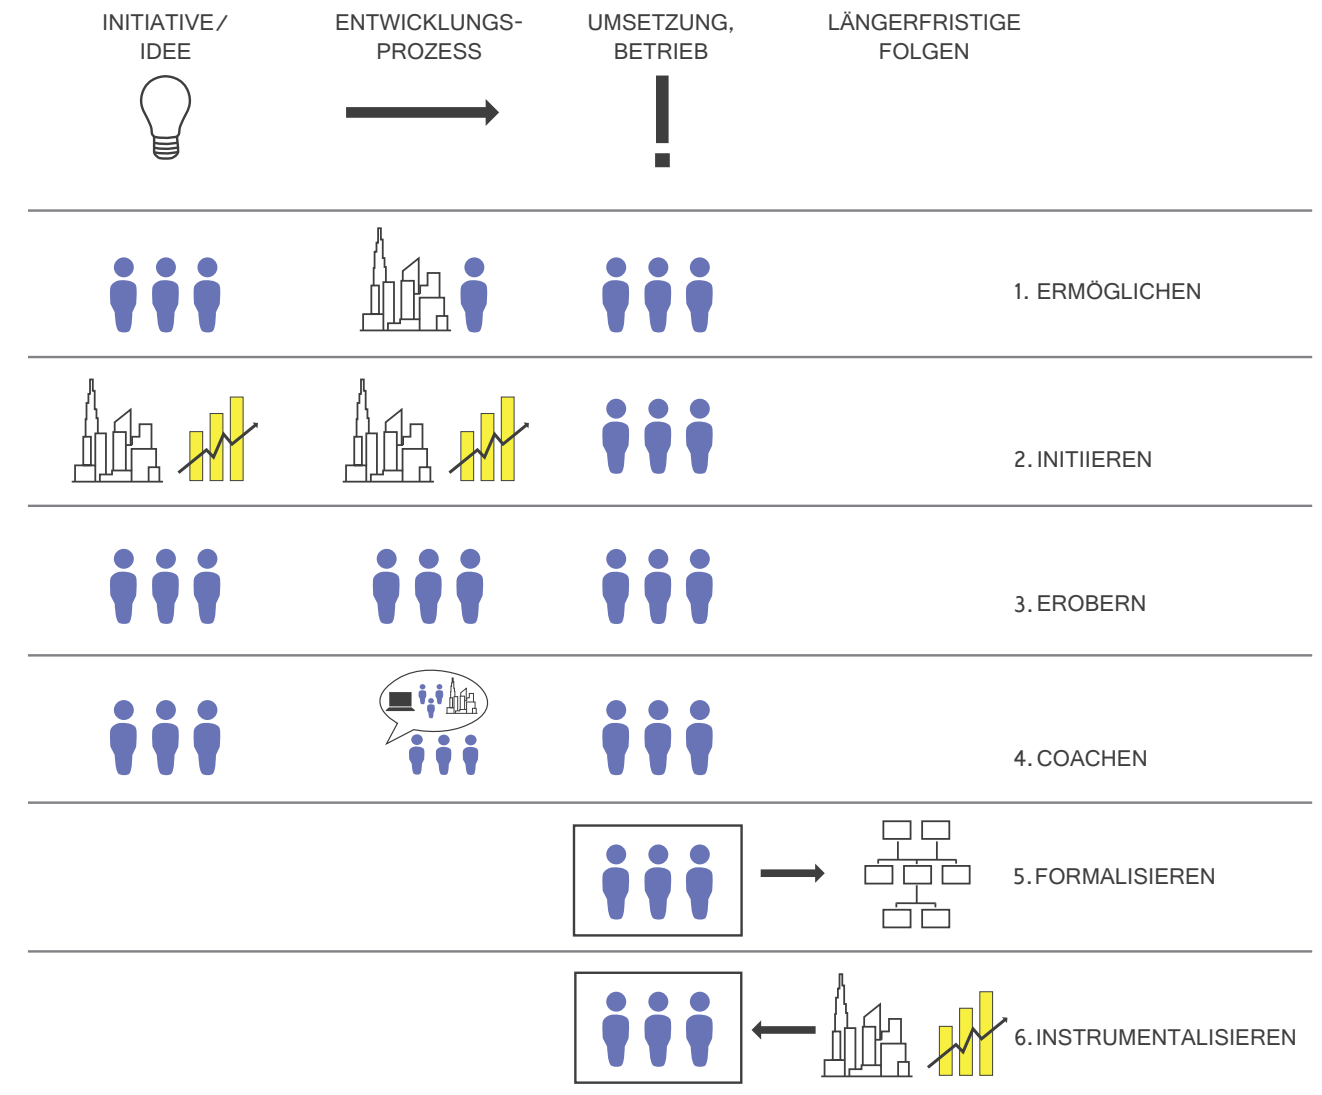 INITIATIVE/
IDEE
ENTWICKLUNGS-
PROZESS
UMSETZUNG,
BETRIEB
LÄNGERFRISTIGE
FOLGEN
1. ERMÖGLICHEN
2. INITIIEREN
3. EROBERN
4. COACHEN
5. FORMALISIEREN
6. INSTRUMENTALISIEREN